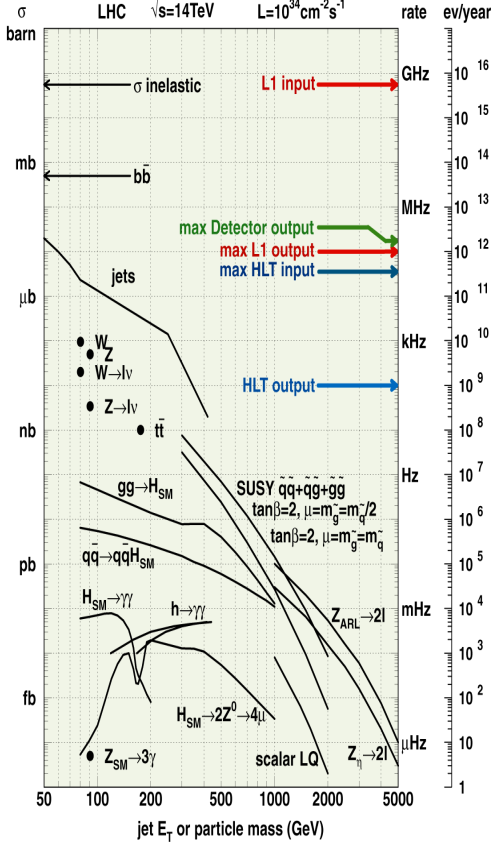 σ LHC √s=14TeV L=10³⁴cm⁻²s⁻¹ rate ev/year
barn
GHz
10¹⁶
σ inelastic
L1 input
10¹⁵
mb
10¹⁴
bb̄
MHz
10¹³
max Detector output
max L1 output
10¹²
max HLT input
jets
μb
10¹¹
W
kHz
10¹⁰
Z
W→lν
HLT output
10⁹
Z→lν
nb
tt̄
10⁸
Hz
10⁷
gg→H_SM
SUSY q̃q̃+q̃g̃+g̃g̃
tanβ=2, μ=m_g̃=m_q̃/2
tanβ=2, μ=m_g̃=m_q̃
10⁶
qq̄→qq̄H_SM
pb
10⁵
H_SM→γγ
h→γγ
Z_ARL→2l
mHz
10⁴
10³
fb
10²
H_SM→2Z⁰→4μ
Z_SM→3γ
scalar LQ
Z_η→2l
μHz
10
1
50 100 200 500 1000 2000 5000
jet E_T or particle mass (GeV)